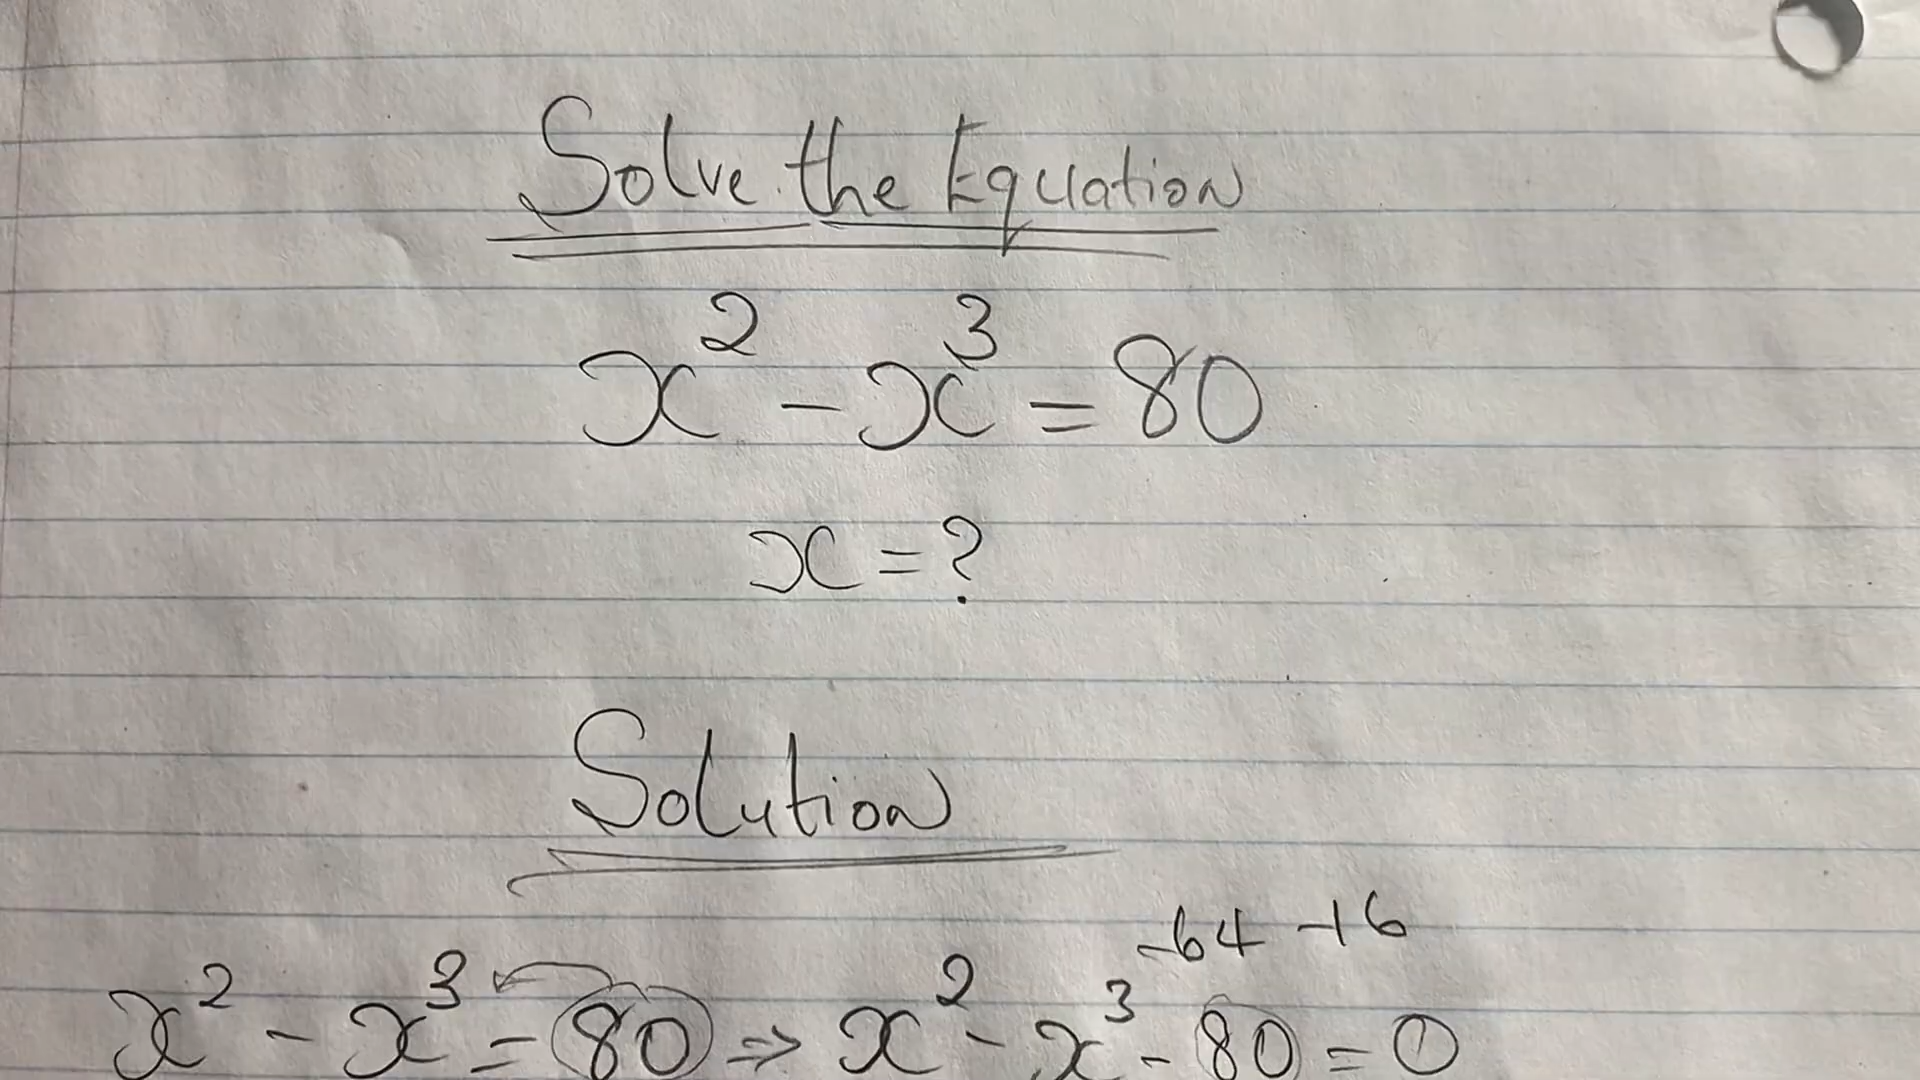 Solve the Equation
x² - x³ = 80
x = ?
Solution
-64 -16
x² - x³ = 80 ⇒ x² - x³ - 80 = 0